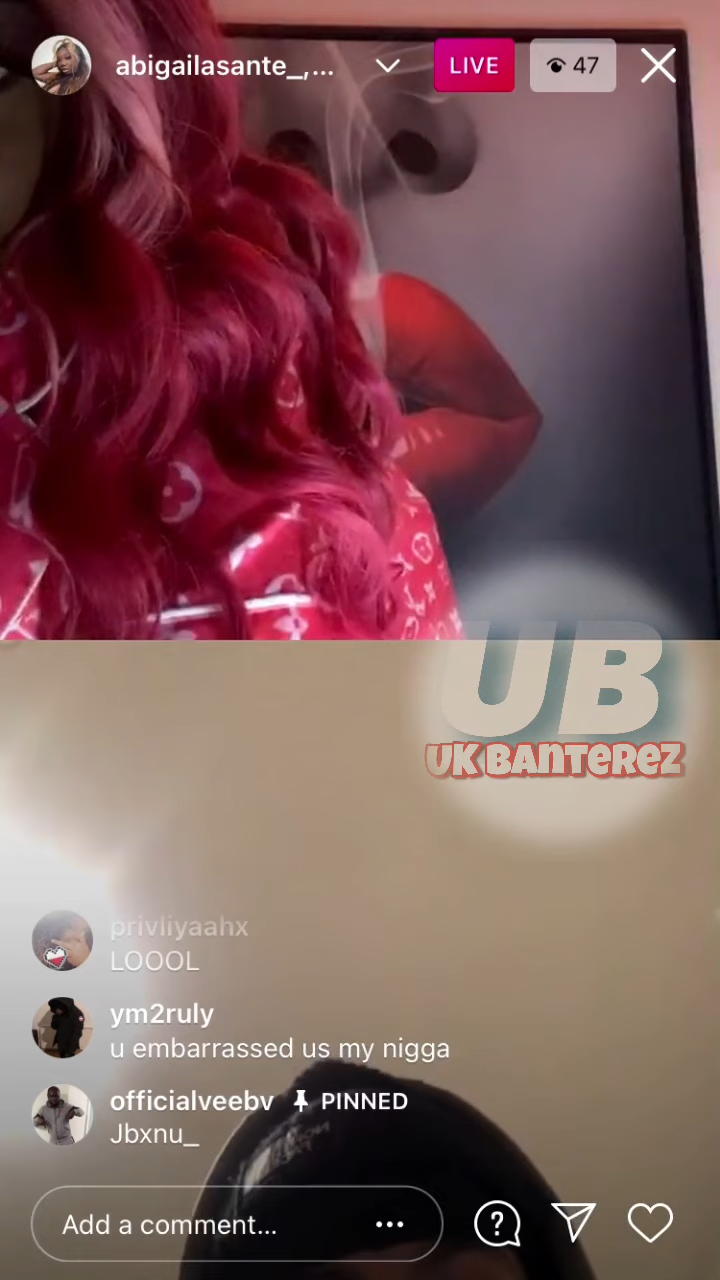 abigailasante_,...
LIVE
47
UB
UK BANTEREZ
privliyaahx
LOOOL
ym2ruly
u embarrassed us my nigga
officialveebv PINNED
Jbxnu_
Add a comment...